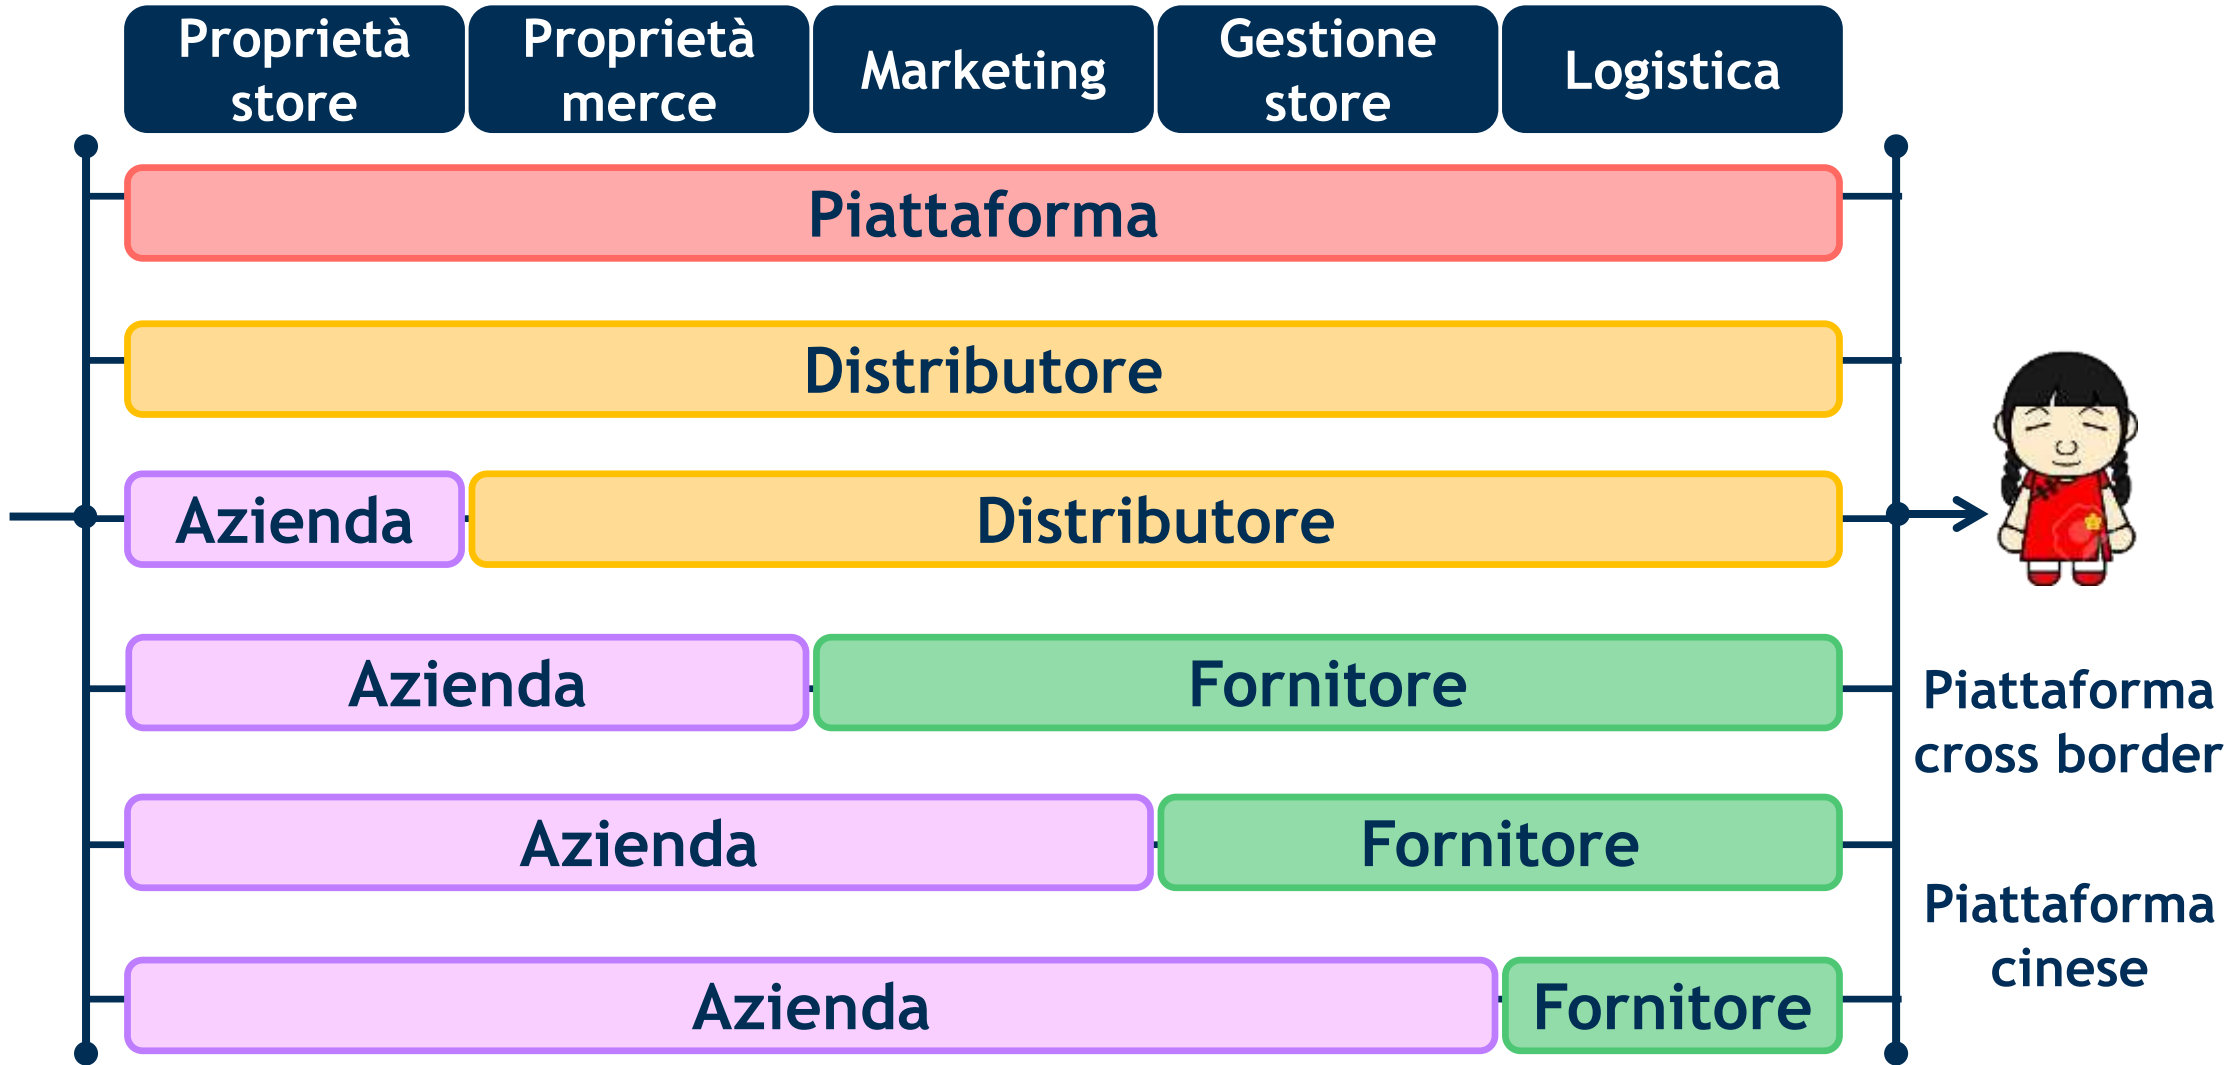 Proprietà
store
Proprietà
merce
Marketing
Gestione
store
Logistica
Piattaforma
Distributore
Azienda
Distributore
Azienda
Fornitore
Azienda
Fornitore
Azienda
Fornitore
Piattaforma
cross border
Piattaforma
cinese